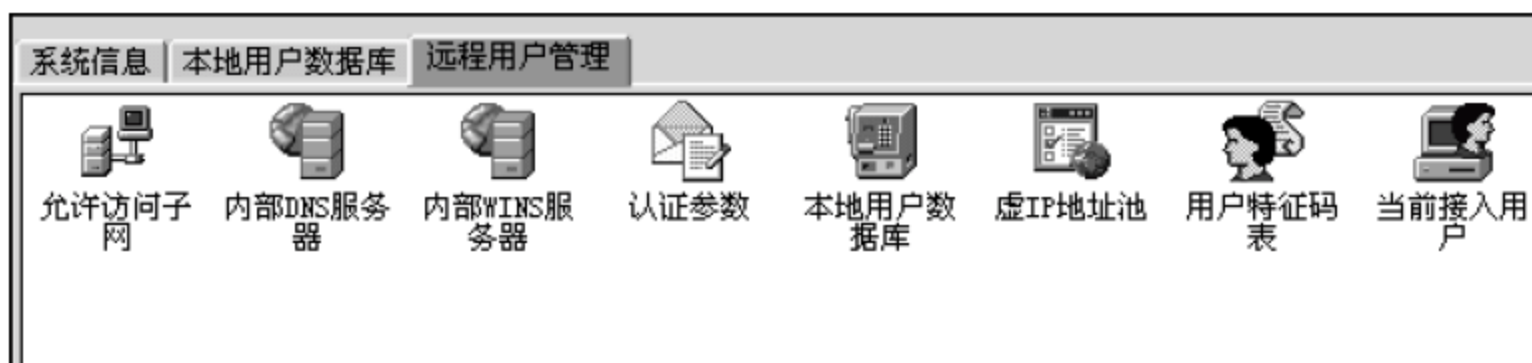 系统信息 本地用户数据库 远程用户管理
允许访问子 内部DNS服务 内部WINS服 认证参数 本地用户数 虚IP地址池 用户特征码 当前接入用
网 器 务器 据库 表 户